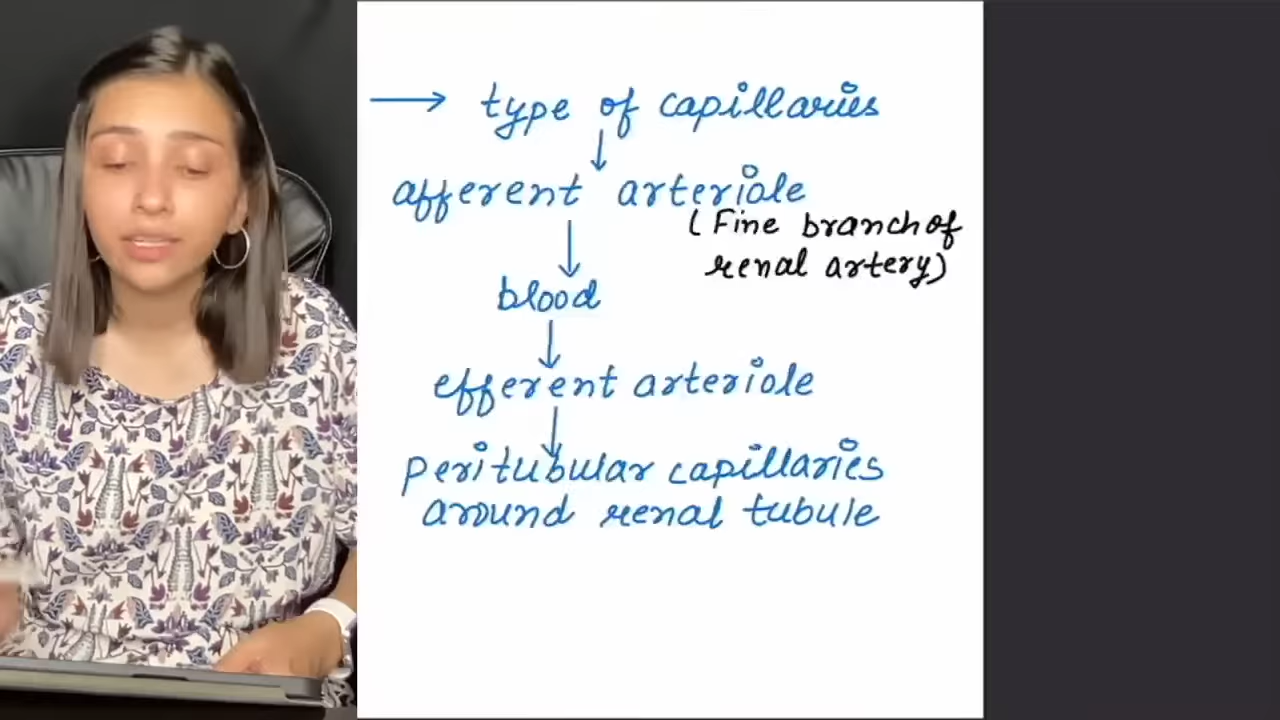 → type of capillaries
↓
afferent arteriole
(Fine branch of
renal artery)
↓
blood
↓
efferent arteriole
↓
peritubular capillaries
around renal tubule